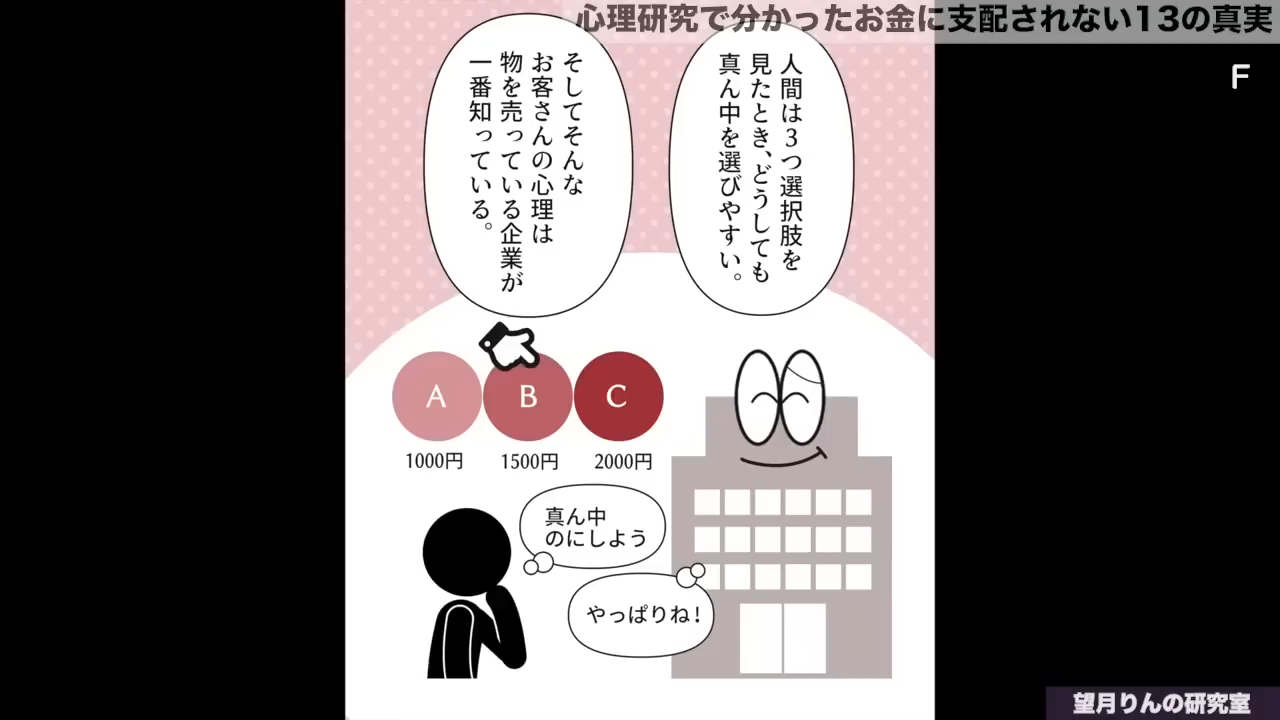 心理研究で分かったお金に支配されない13の真実
F
人間は3つ選択肢を
見たとき、どうしても
真ん中を選びやすい。
そしてそんな
お客さんの心理は
物を売っている企業が
一番知っている。
A
B
C
1000円
1500円
2000円
真ん中
のにしよう
やっぱりね!
望月りんの研究室